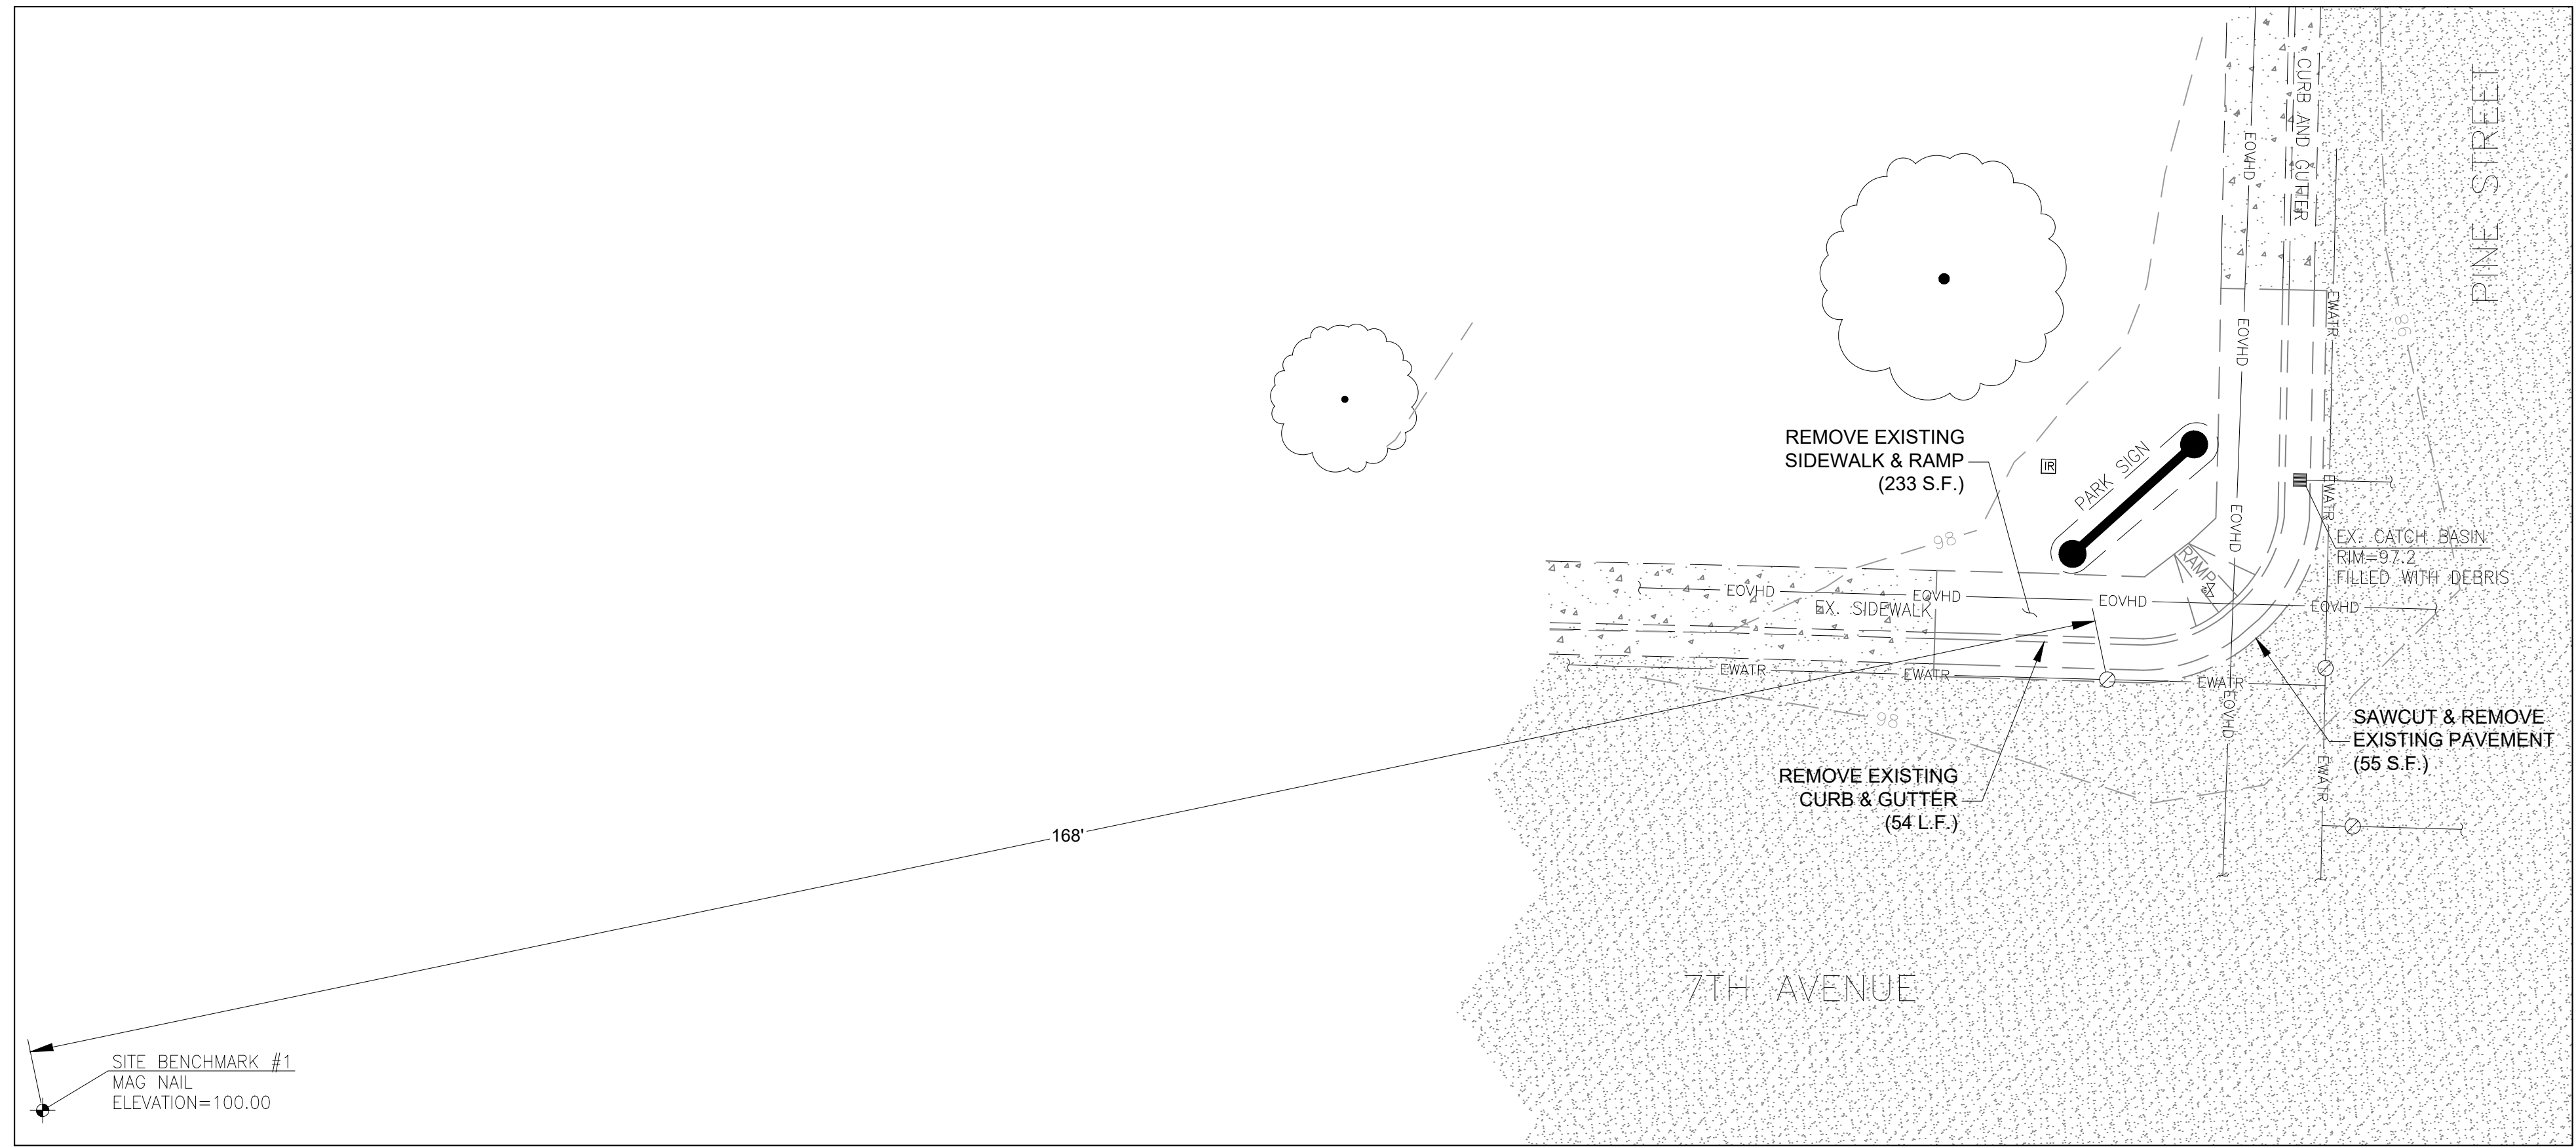 CURB AND GUTTER
PINE STREET
EOVHD
EWATR
98
EOVHD
REMOVE EXISTING
SIDEWALK & RAMP
(233 S.F.)
IR
PARK SIGN
EWATR
EOVHD
98
EX. CATCH BASIN
RIM=97.2
FILLED WITH DEBRIS
RAMP
EOVHD
EOVHD
EOVHD
EOVHD
EX. SIDEWALK
EWATR
EWATR
EWATR
EOVHD
98
SAWCUT & REMOVE
EXISTING PAVEMENT
(55 S.F.)
EWATR
REMOVE EXISTING
CURB & GUTTER
(54 L.F.)
168'
7TH AVENUE
SITE BENCHMARK #1
MAG NAIL
ELEVATION=100.00